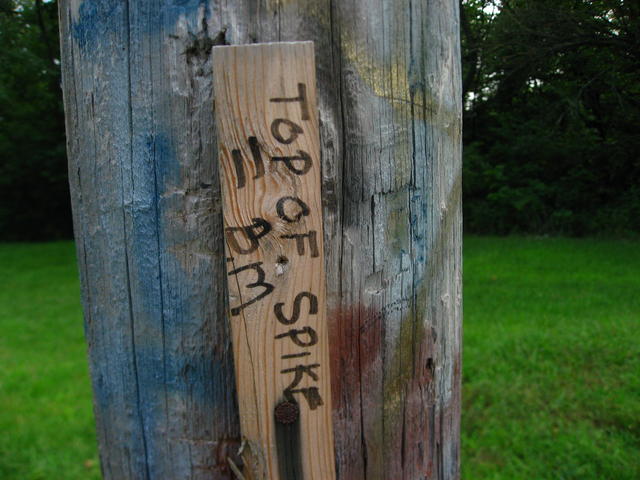 TOP OF SPIKE
= B.M.